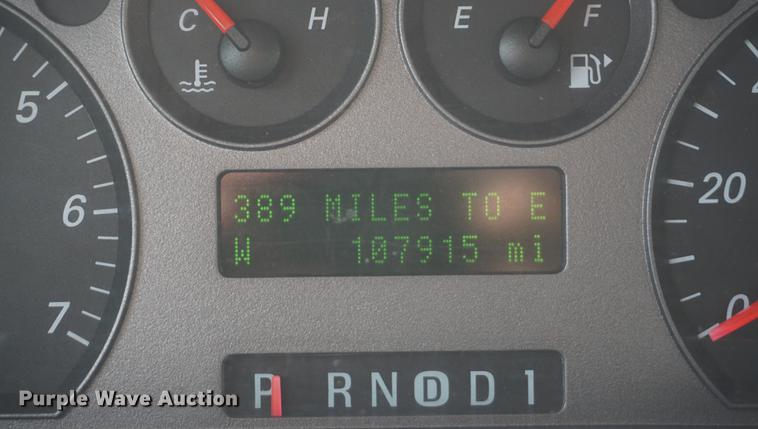 C H E F
5
6
7
20
0
389 MILES TO E
W 107915 mi
P R N D D 1
Purple Wave Auction